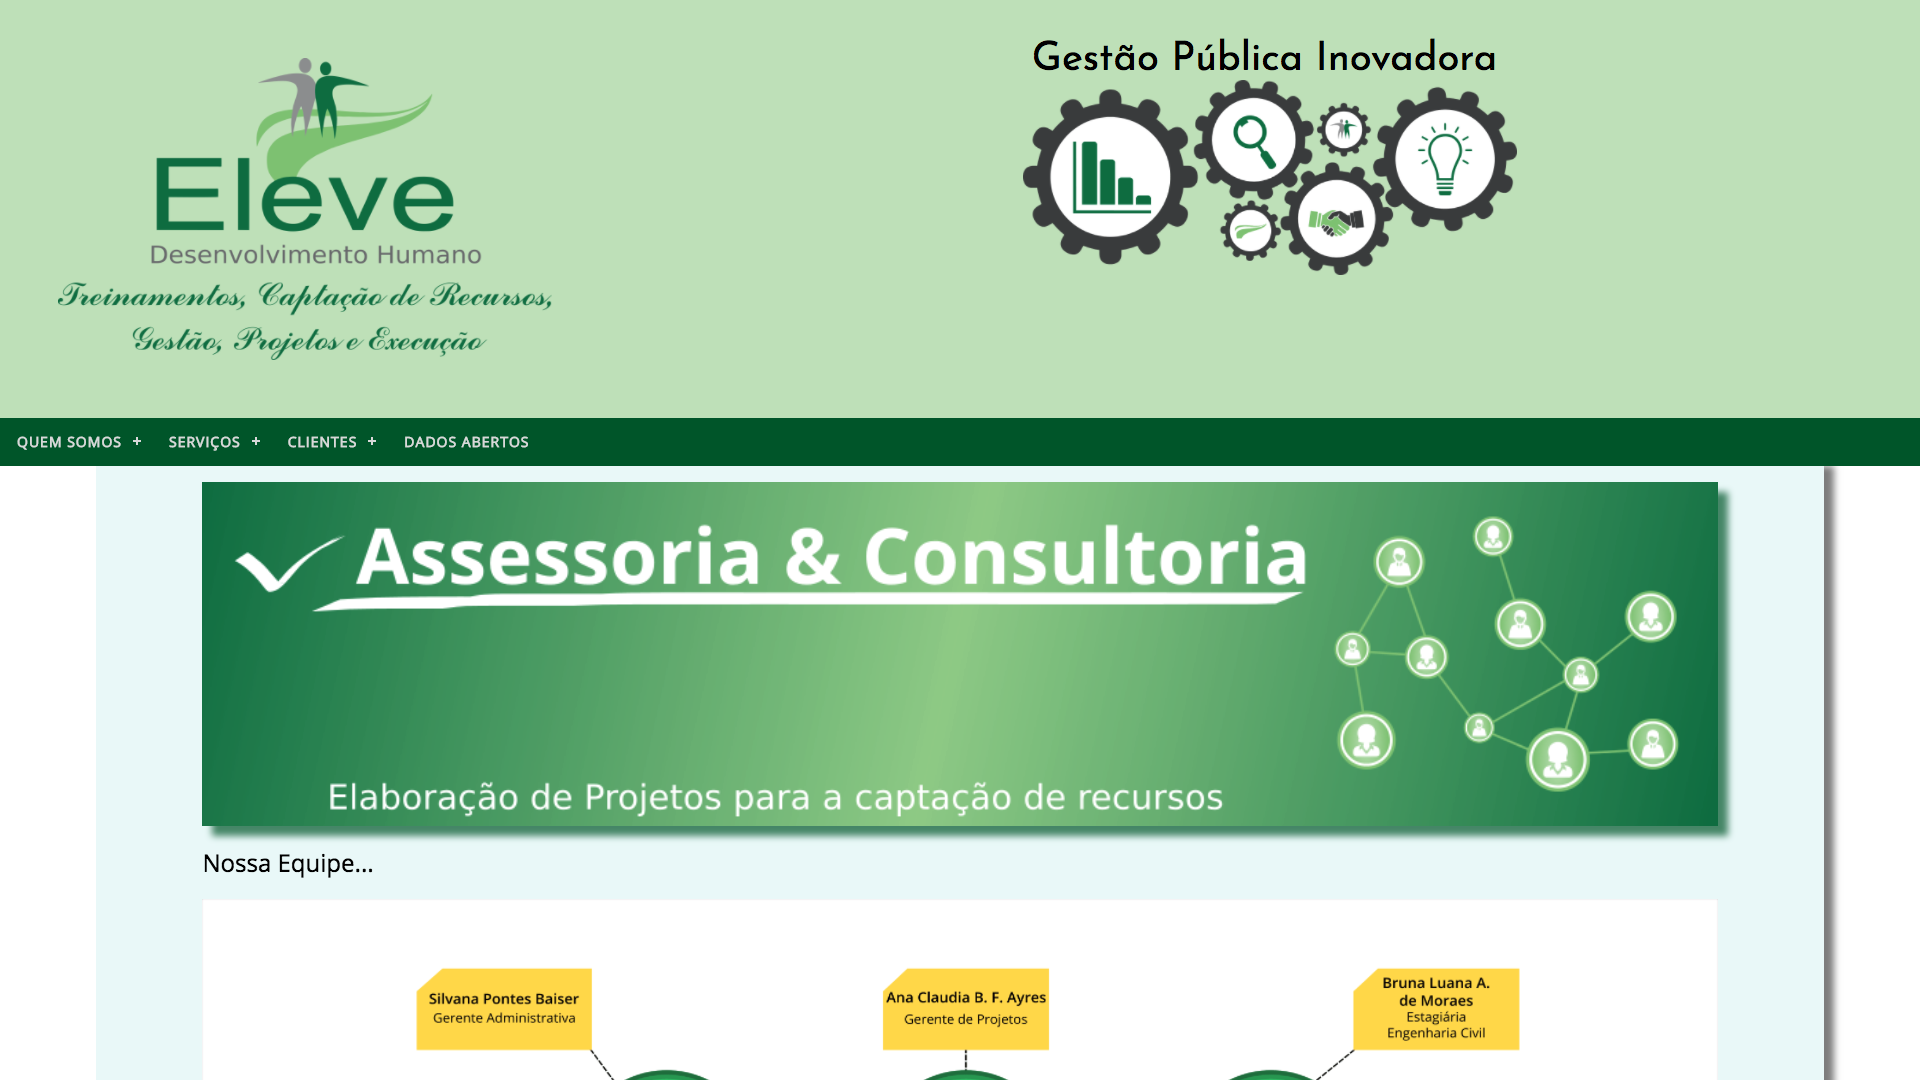 Gestão Pública Inovadora
Eleve
Desenvolvimento Humano
Treinamentos, Captação de Recursos,
Gestão, Projetos e Execução
QUEM SOMOS + SERVIÇOS + CLIENTES + DADOS ABERTOS
Assessoria & Consultoria
Elaboração de Projetos para a captação de recursos
Nossa Equipe...
Silvana Pontes Baiser
Gerente Administrativa
Ana Claudia B. F. Ayres
Gerente de Projetos
Bruna Luana A.
de Moraes
Estagiária
Engenharia Civil